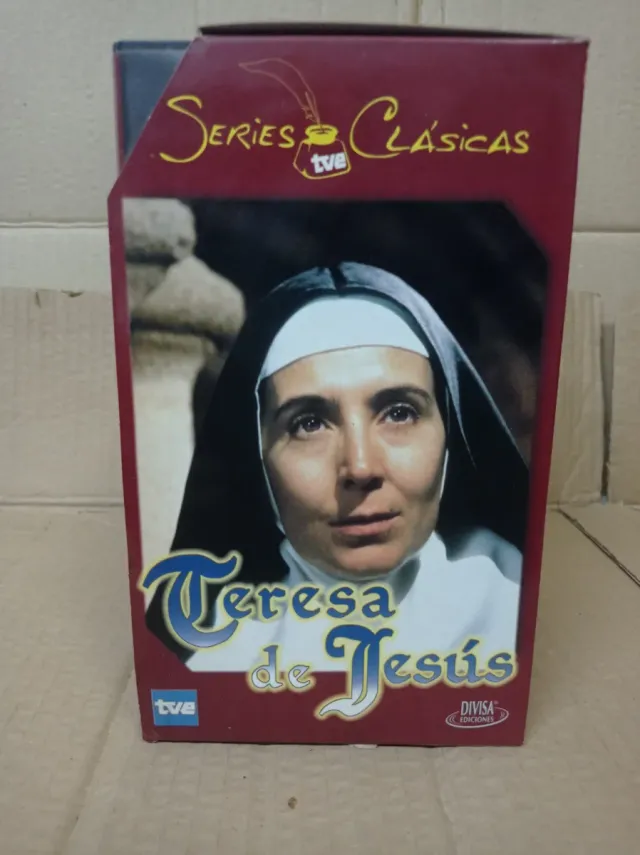 SERIES CLÁSICAS
tve
Teresa
de Jesús
tve
DIVISA
EDICIONES